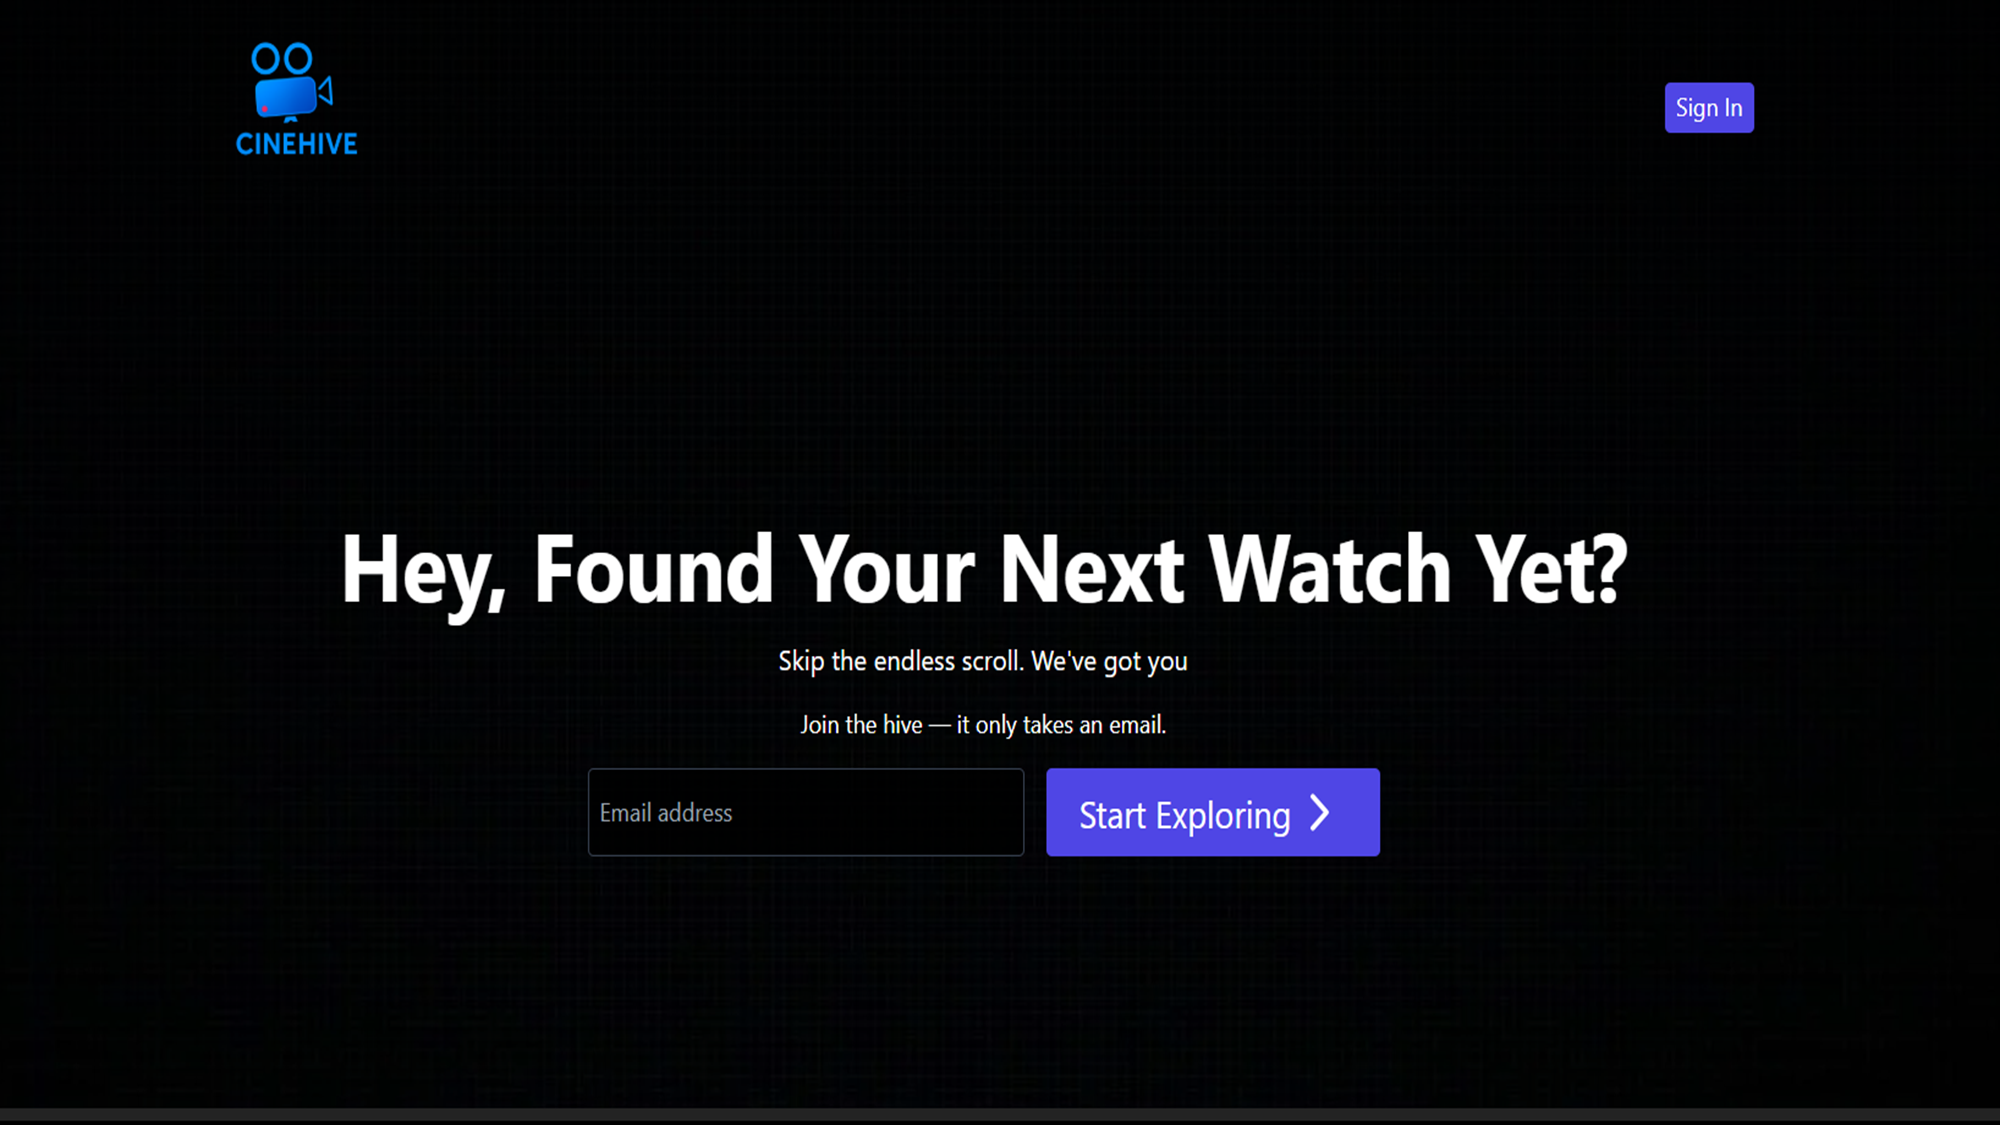 CINEHIVE
Sign In
Hey, Found Your Next Watch Yet?
Skip the endless scroll. We've got you
Join the hive — it only takes an email.
Email address
Start Exploring